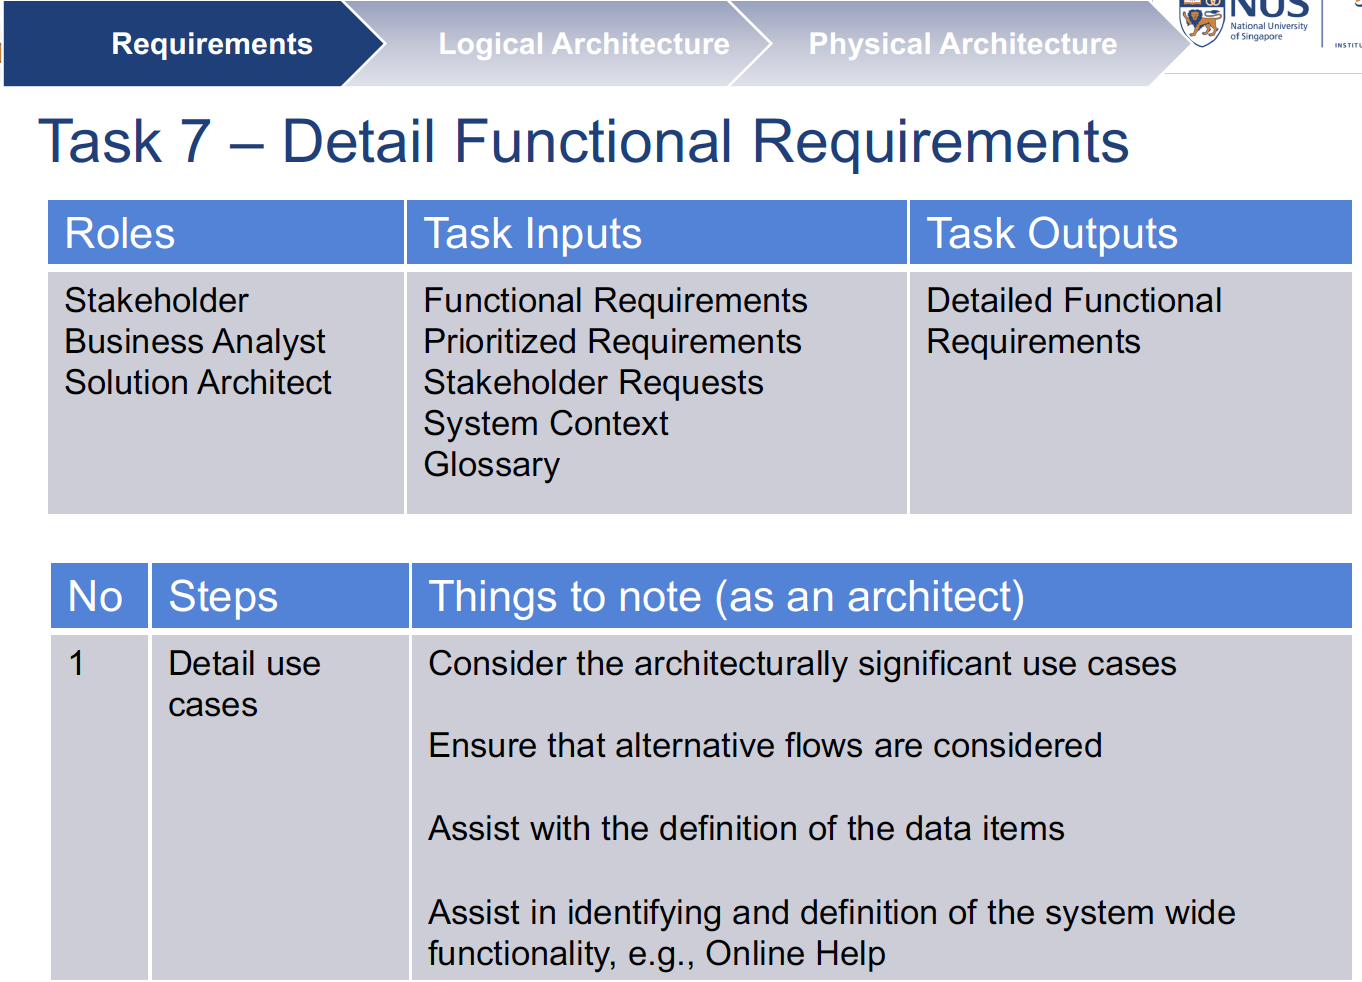 Requirements
Logical Architecture
Physical Architecture
NUS
National University
of Singapore
Task 7 – Detail Functional Requirements
Roles
Task Inputs
Task Outputs
Stakeholder
Business Analyst
Solution Architect
Functional Requirements
Prioritized Requirements
Stakeholder Requests
System Context
Glossary
Detailed Functional
Requirements
No
Steps
Things to note (as an architect)
1
Detail use
cases
Consider the architecturally significant use cases
Ensure that alternative flows are considered
Assist with the definition of the data items
Assist in identifying and definition of the system wide
functionality, e.g., Online Help